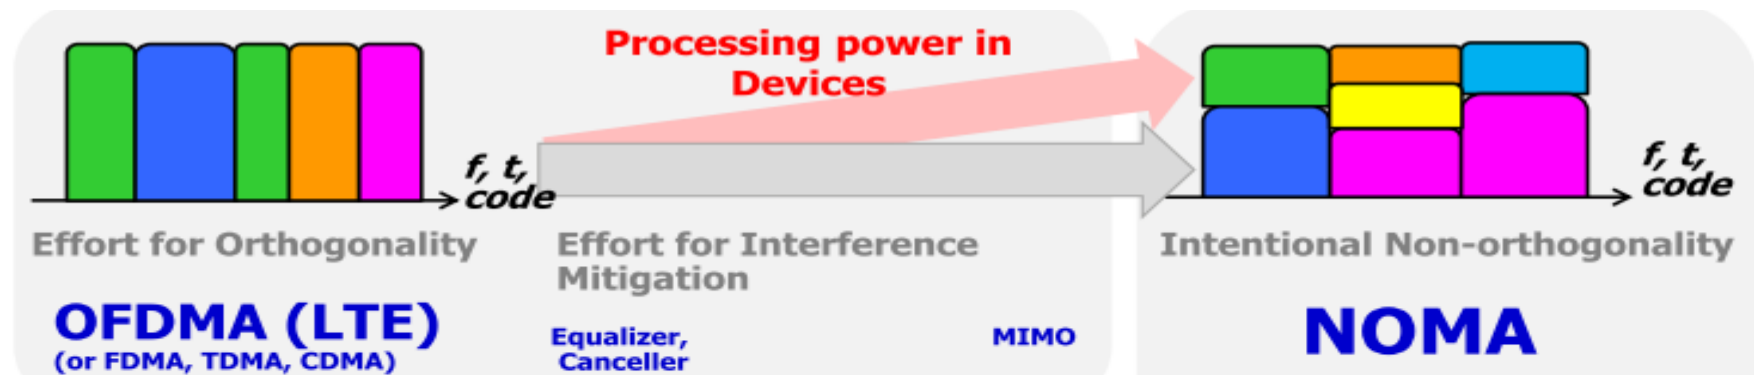 Processing power in
Devices
f, t,
code
f, t,
code
Effort for Orthogonality
Effort for Interference
Mitigation
Intentional Non-orthogonality
OFDMA (LTE)
(or FDMA, TDMA, CDMA)
Equalizer,
Canceller
MIMO
NOMA